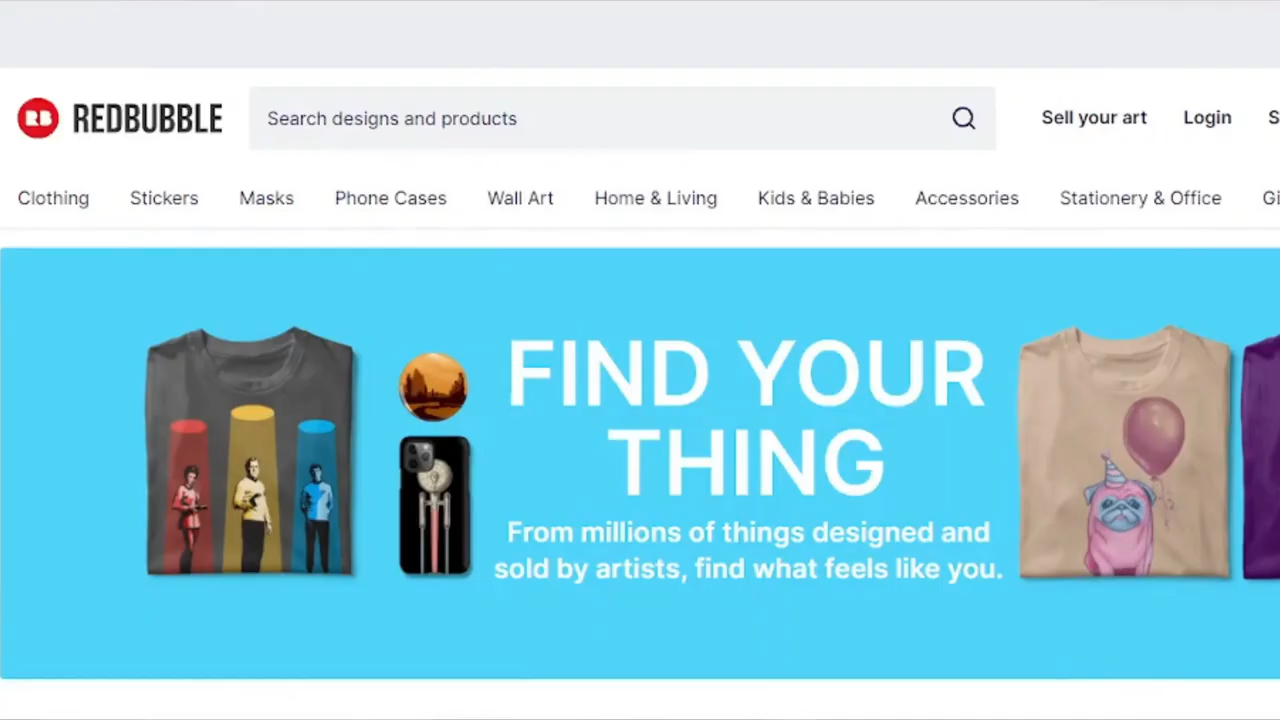 RB REDBUBBLE
Search designs and products
Sell your art Login S
Clothing Stickers Masks Phone Cases Wall Art Home & Living Kids & Babies Accessories Stationery & Office Gi
FIND YOUR
THING
From millions of things designed and
sold by artists, find what feels like you.